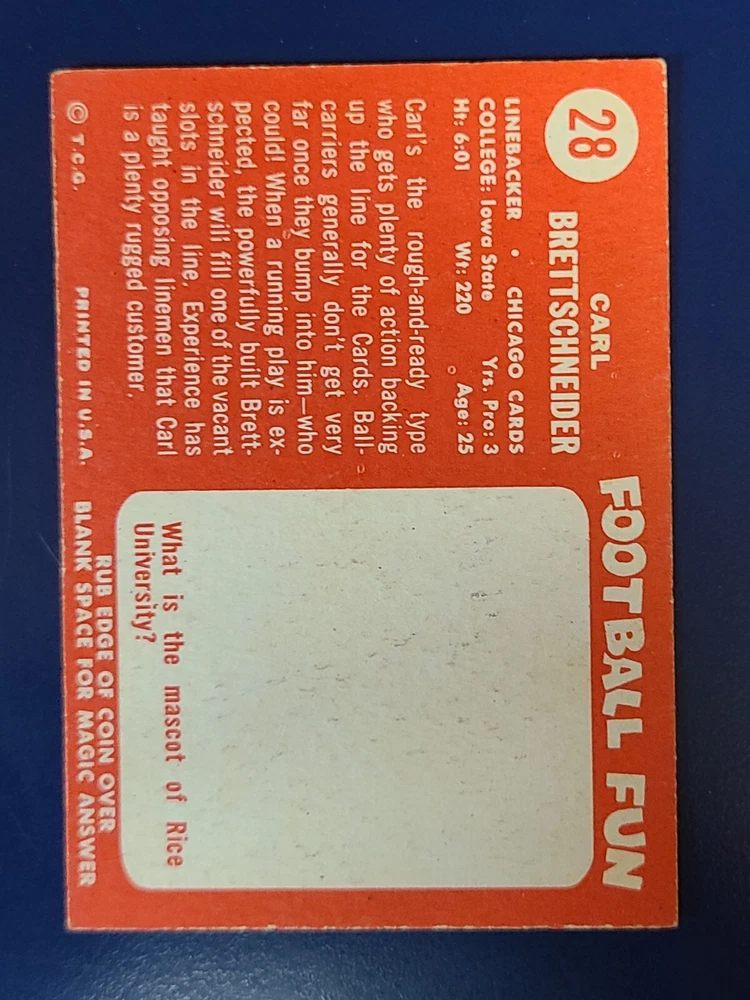 28
CARL
BRETTSCHNEIDER
LINEBACKER • CHICAGO CARDS
COLLEGE: Iowa State Yrs. Pro: 3
Ht: 6:01 Wt: 220 Age: 25
Carl's the rough-and-ready type
who gets plenty of action backing
up the line for the Cards. Ball-
carriers generally don't get very
far once they bump into him—who
could! When a running play is ex-
pected, the powerfully built Brett-
schneider will fill one of the vacant
slots in the line. Experience has
taught opposing linemen that Carl
is a plenty rugged customer.
© T.C.G. PRINTED IN U.S.A.
FOOTBALL FUN
What is the mascot of Rice
University?
RUB EDGE OF COIN OVER
BLANK SPACE FOR MAGIC ANSWER